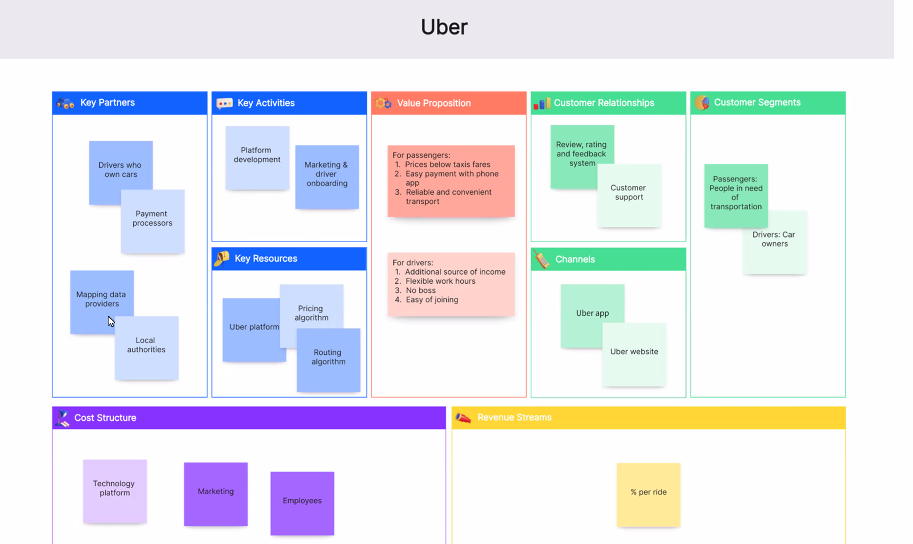 Uber
Key Partners
Drivers who
own cars
Payment
processors
Mapping data
providers
Local
authorities
Key Activities
Platform
development
Marketing &
driver
onboarding
Key Resources
Uber platform
Pricing
algorithm
Routing
algorithm
Value Proposition
For passengers:
1. Prices below taxis fares
2. Easy payment with phone
app
3. Reliable and convenient
transport
For drivers:
1. Additional source of income
2. Flexible work hours
3. No boss
4. Easy of joining
Customer Relationships
Review, rating
and feedback
system
Customer
support
Channels
Uber app
Uber website
Customer Segments
Passengers:
People in need
of
transportation
Drivers: Car
owners
Cost Structure
Technology
platform
Marketing
Employees
Revenue Streams
% per ride